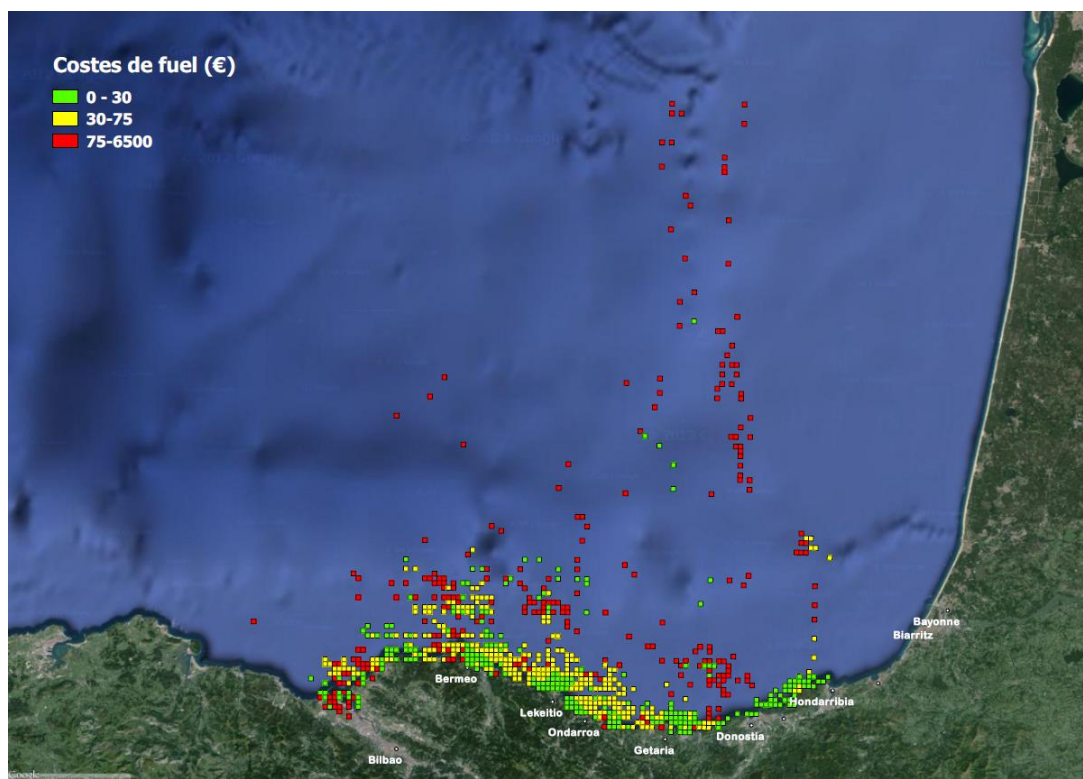 Costes de fuel (€)
0 - 30
30-75
75-6500
Bayonne
Biarritz
Bermeo
Hondarribia
Lekeitio
Ondarroa
Donostia
Getaria
Bilbao
Google